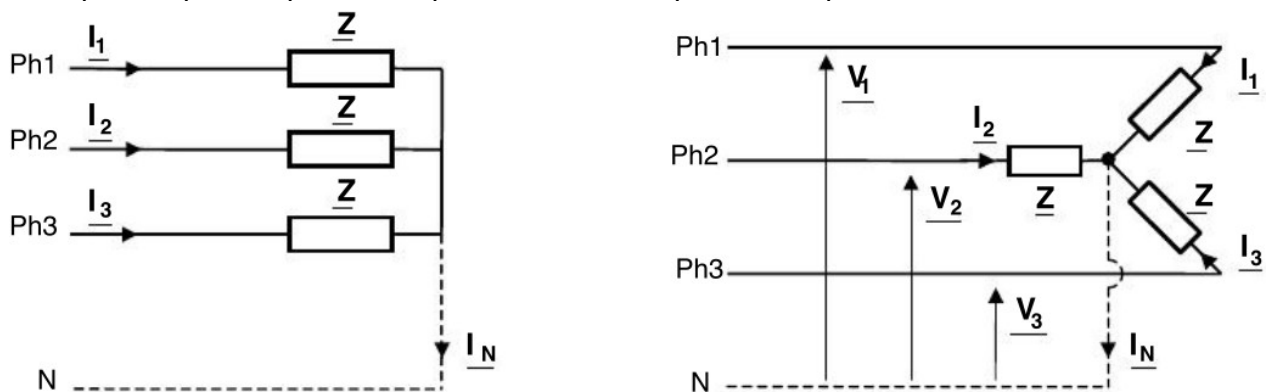 I1 Z
Ph1
I2 Z
Ph2
I3 Z
Ph3
IN
N
Ph1
V1 I1
Z
I2
Ph2
V2 Z Z
I3
Ph3
V3 IN
N